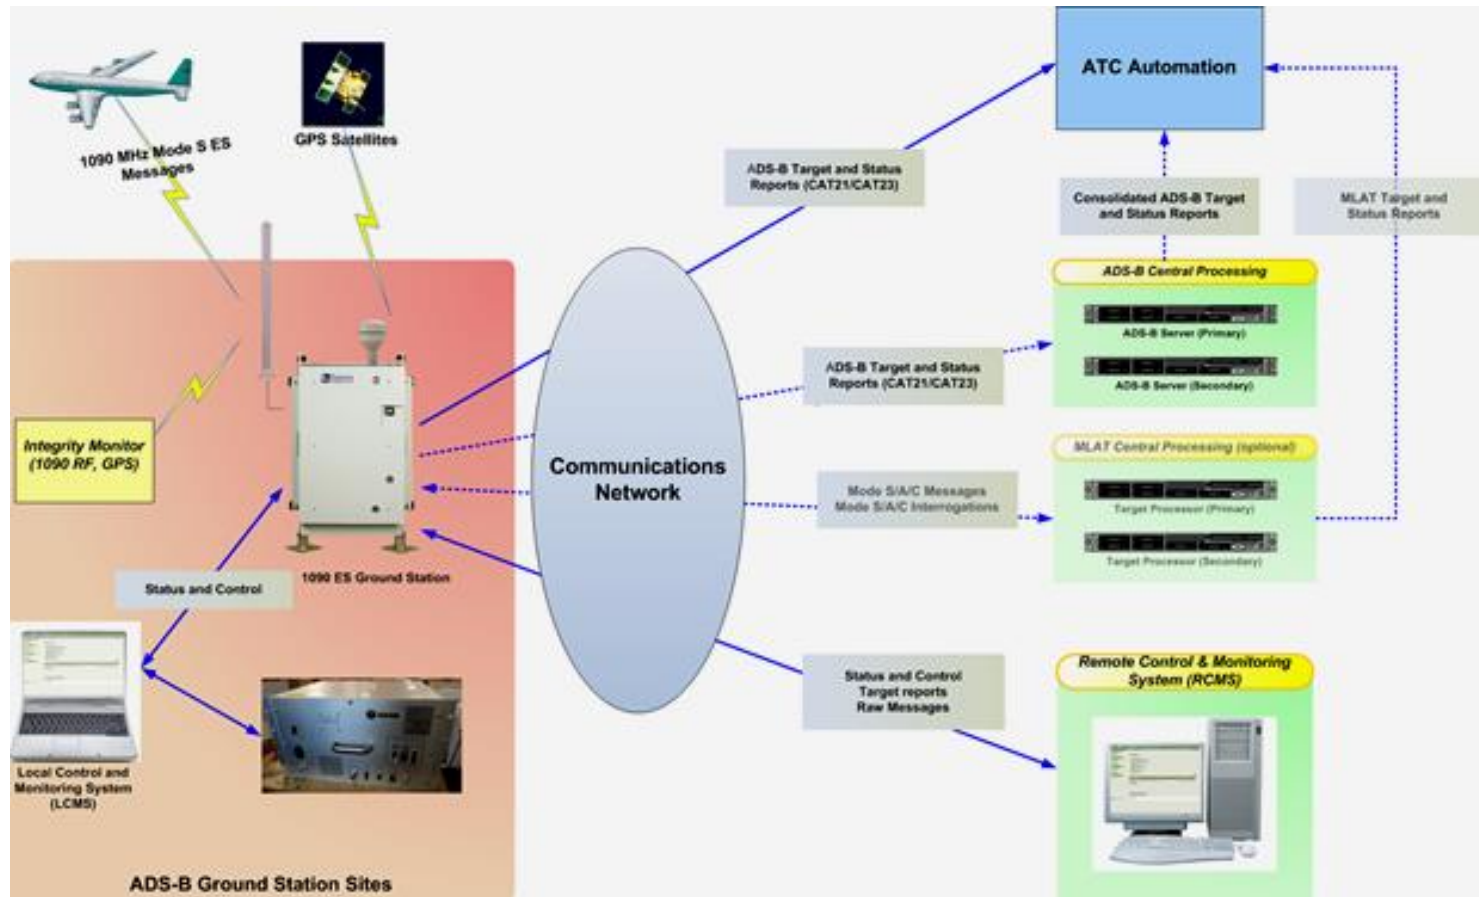 ATC Automation
1090 MHz Mode S ES
Messages
GPS Satellites
ADS-B Target and Status
Reports (CAT21/CAT23)
Consolidated ADS-B Target
and Status Reports
MLAT Target and
Status Reports
ADS-B Central Processing
ADS-B Server (Primary)
ADS-B Server (Secondary)
ADS-B Target and Status
Reports (CAT21/CAT23)
Integrity Monitor
(1090 RF, GPS)
Communications
Network
MLAT Central Processing (optional)
Target Processor (Primary)
Target Processor (Secondary)
Mode S/A/C Messages
Mode S/A/C Interrogations
1090 ES Ground Station
Status and Control
Local Control and
Monitoring System
(LCMS)
Status and Control
Target reports
Raw Messages
Remote Control & Monitoring
System (RCMS)
ADS-B Ground Station Sites